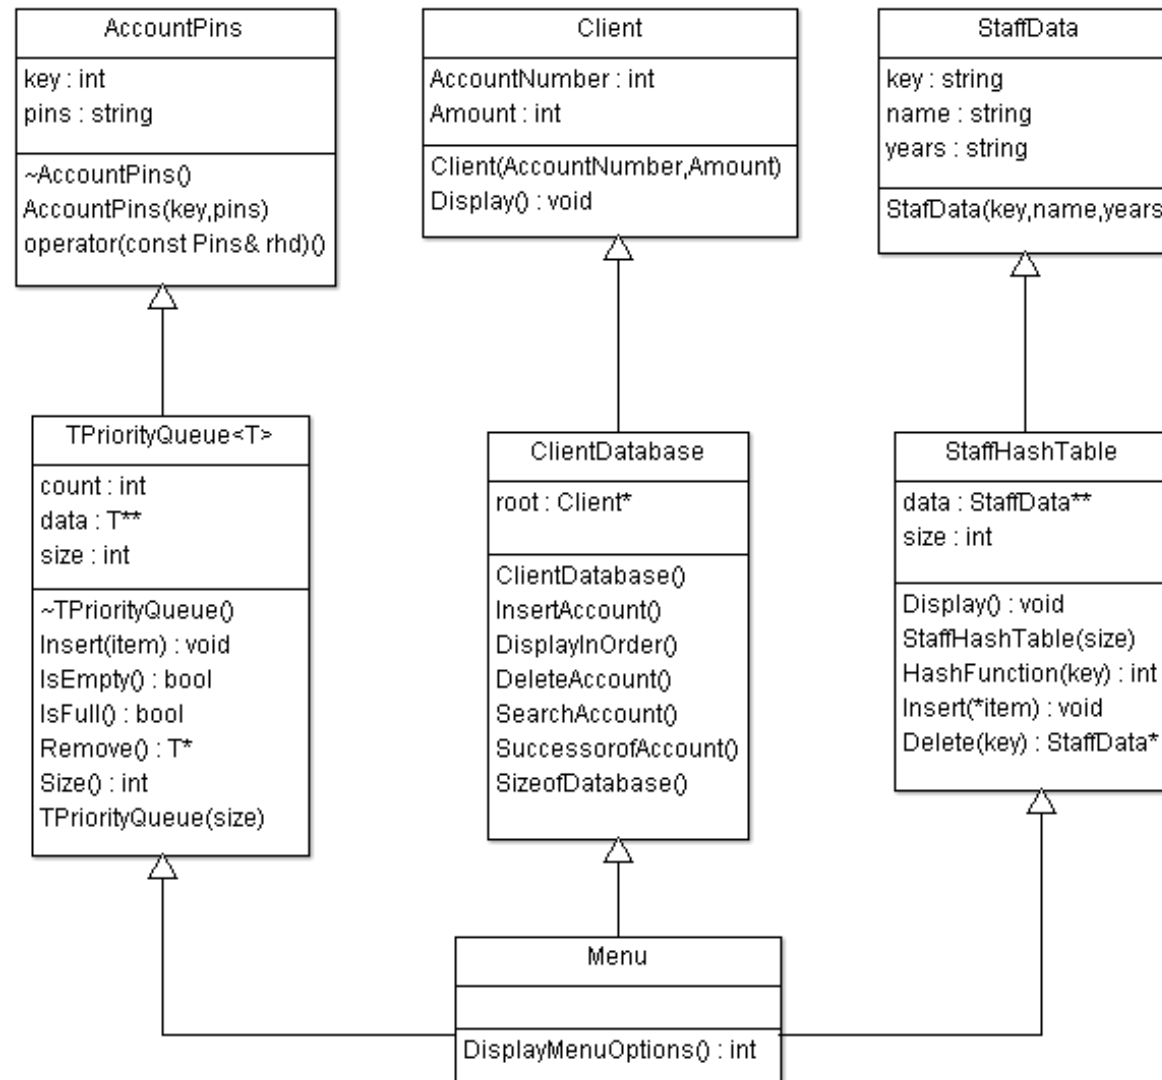 AccountPins
key : int
pins : string
~AccountPins()
AccountPins(key,pins)
operator(const Pins& rhd)()
Client
AccountNumber : int
Amount : int
Client(AccountNumber,Amount)
Display() : void
StaffData
key : string
name : string
years : string
StafData(key,name,years
TPriorityQueue<T>
count : int
data : T**
size : int
~TPriorityQueue()
Insert(item) : void
IsEmpty() : bool
IsFull() : bool
Remove() : T*
Size() : int
TPriorityQueue(size)
ClientDatabase
root : Client*
ClientDatabase()
InsertAccount()
DisplayInOrder()
DeleteAccount()
SearchAccount()
SuccessorofAccount()
SizeofDatabase()
StaffHashTable
data : StaffData**
size : int
Display() : void
StaffHashTable(size)
HashFunction(key) : int
Insert(*item) : void
Delete(key) : StaffData*
Menu
DisplayMenuOptions() : int